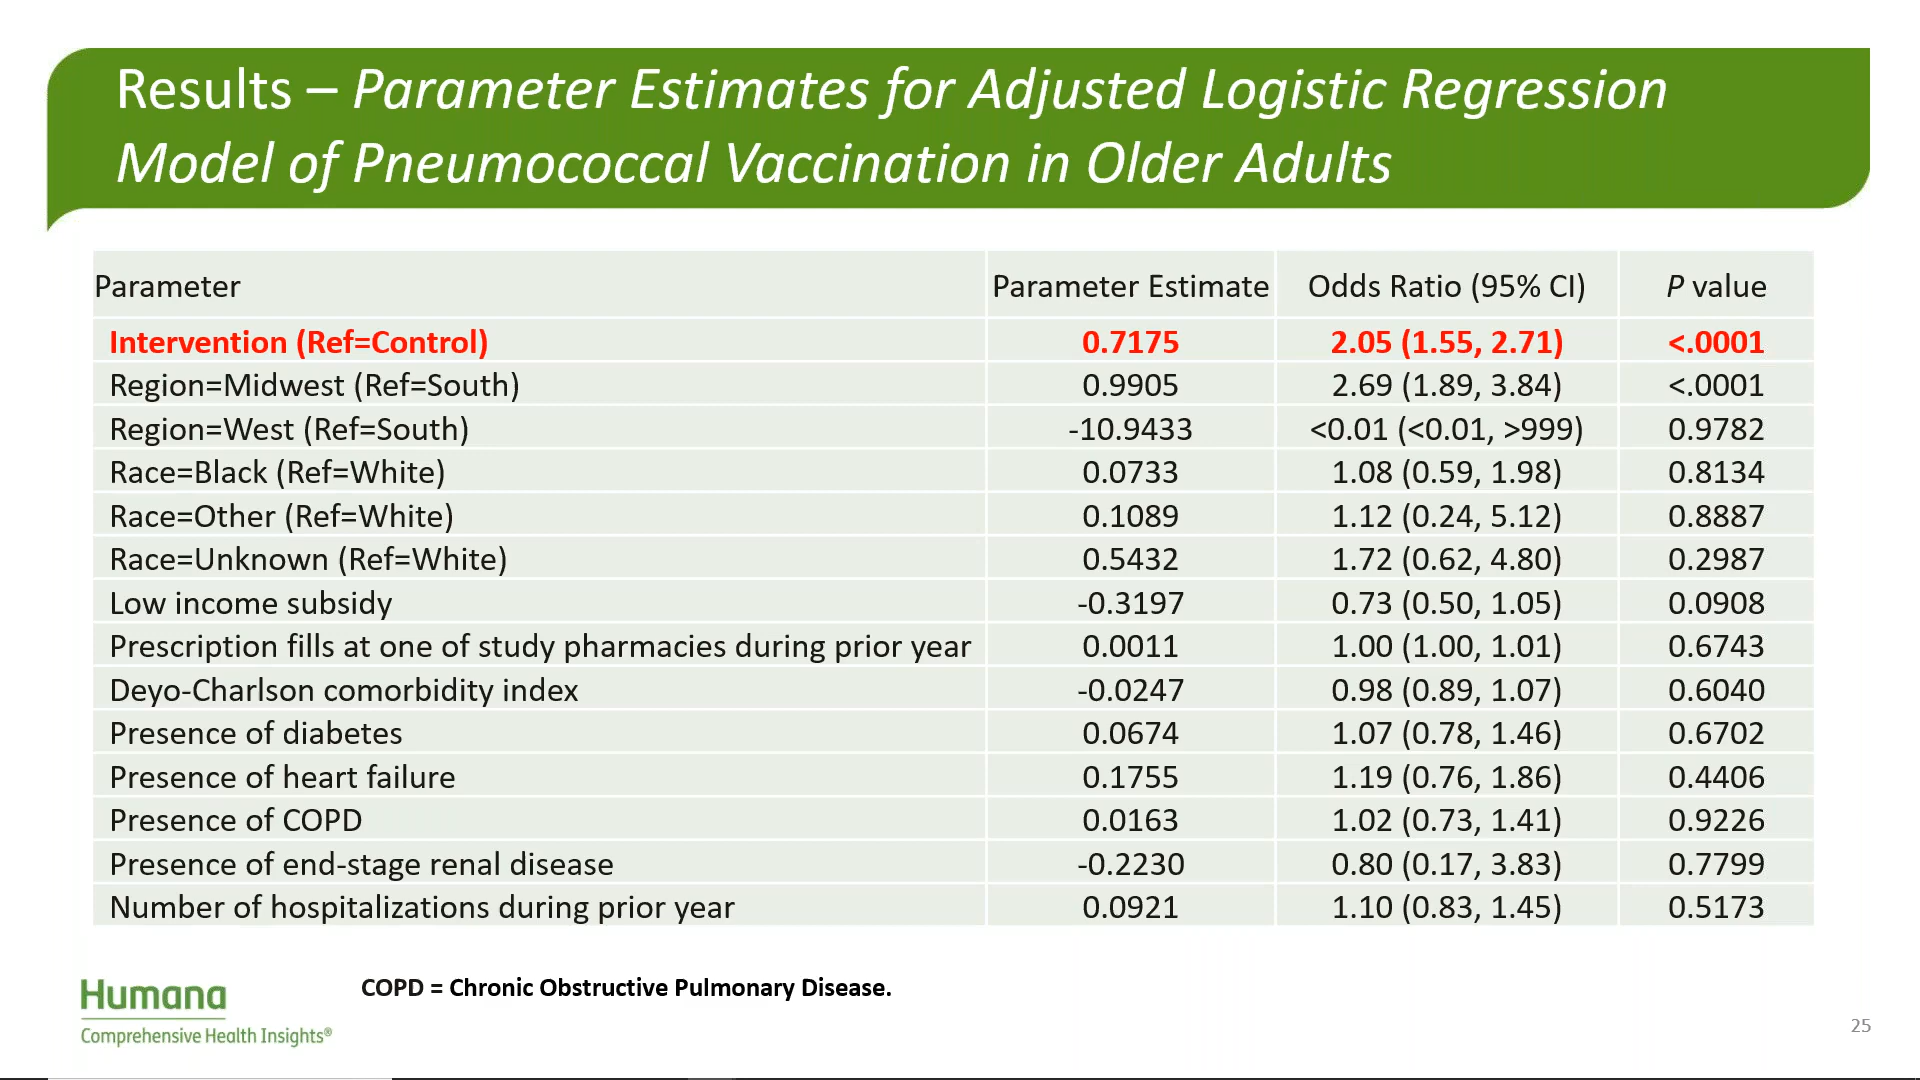 Results – Parameter Estimates for Adjusted Logistic Regression
Model of Pneumococcal Vaccination in Older Adults
Parameter Parameter Estimate Odds Ratio (95% CI) P value
Intervention (Ref=Control) 0.7175 2.05 (1.55, 2.71) <.0001
Region=Midwest (Ref=South) 0.9905 2.69 (1.89, 3.84) <.0001
Region=West (Ref=South) -10.9433 <0.01 (<0.01, >999) 0.9782
Race=Black (Ref=White) 0.0733 1.08 (0.59, 1.98) 0.8134
Race=Other (Ref=White) 0.1089 1.12 (0.24, 5.12) 0.8887
Race=Unknown (Ref=White) 0.5432 1.72 (0.62, 4.80) 0.2987
Low income subsidy -0.3197 0.73 (0.50, 1.05) 0.0908
Prescription fills at one of study pharmacies during prior year 0.0011 1.00 (1.00, 1.01) 0.6743
Deyo-Charlson comorbidity index -0.0247 0.98 (0.89, 1.07) 0.6040
Presence of diabetes 0.0674 1.07 (0.78, 1.46) 0.6702
Presence of heart failure 0.1755 1.19 (0.76, 1.86) 0.4406
Presence of COPD 0.0163 1.02 (0.73, 1.41) 0.9226
Presence of end-stage renal disease -0.2230 0.80 (0.17, 3.83) 0.7799
Number of hospitalizations during prior year 0.0921 1.10 (0.83, 1.45) 0.5173
COPD = Chronic Obstructive Pulmonary Disease.
Humana
Comprehensive Health Insights®
25